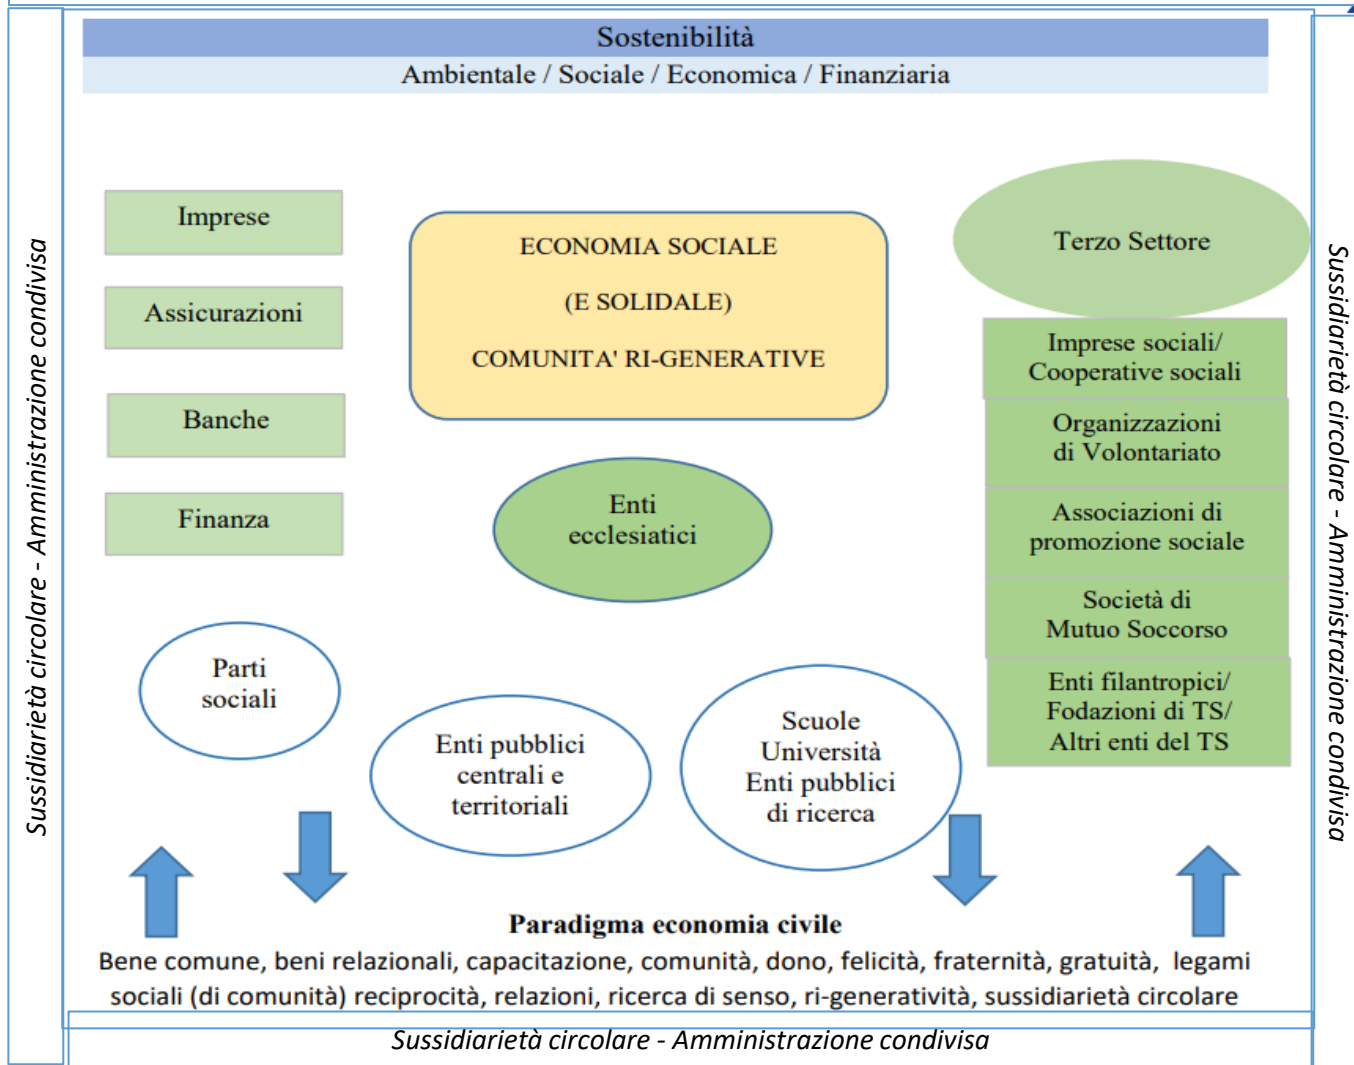 Sostenibilità
Ambientale / Sociale / Economica / Finanziaria
Sussidiarietà circolare - Amministrazione condivisa
Imprese
Assicurazioni
Banche
Finanza
ECONOMIA SOCIALE
(E SOLIDALE)
COMUNITA' RI-GENERATIVE
Enti
ecclesiatici
Terzo Settore
Imprese sociali/
Cooperative sociali
Organizzazioni
di Volontariato
Associazioni di
promozione sociale
Società di
Mutuo Soccorso
Enti filantropici/
Fodazioni di TS/
Altri enti del TS
Sussidiarietà circolare - Amministrazione condivisa
Parti
sociali
Enti pubblici
centrali e
territoriali
Scuole
Università
Enti pubblici
di ricerca
Paradigma economia civile
Bene comune, beni relazionali, capacitazione, comunità, dono, felicità, fraternità, gratuità, legami
sociali (di comunità) reciprocità, relazioni, ricerca di senso, ri-generatività, sussidiarietà circolare
Sussidiarietà circolare - Amministrazione condivisa